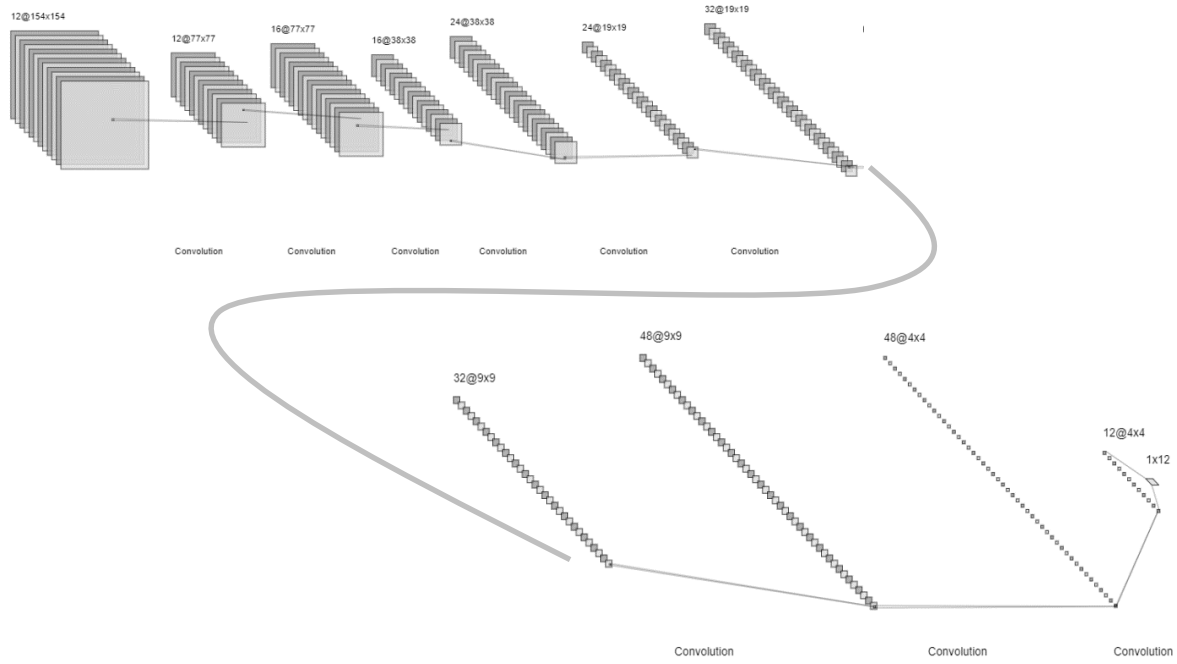 12@154x154
12@77x77
16@77x77
16@38x38
24@38x38
24@19x19
32@19x19
Convolution
Convolution
Convolution
Convolution
Convolution
Convolution
32@9x9
48@9x9
48@4x4
12@4x4
1x12
Convolution
Convolution
Convolution